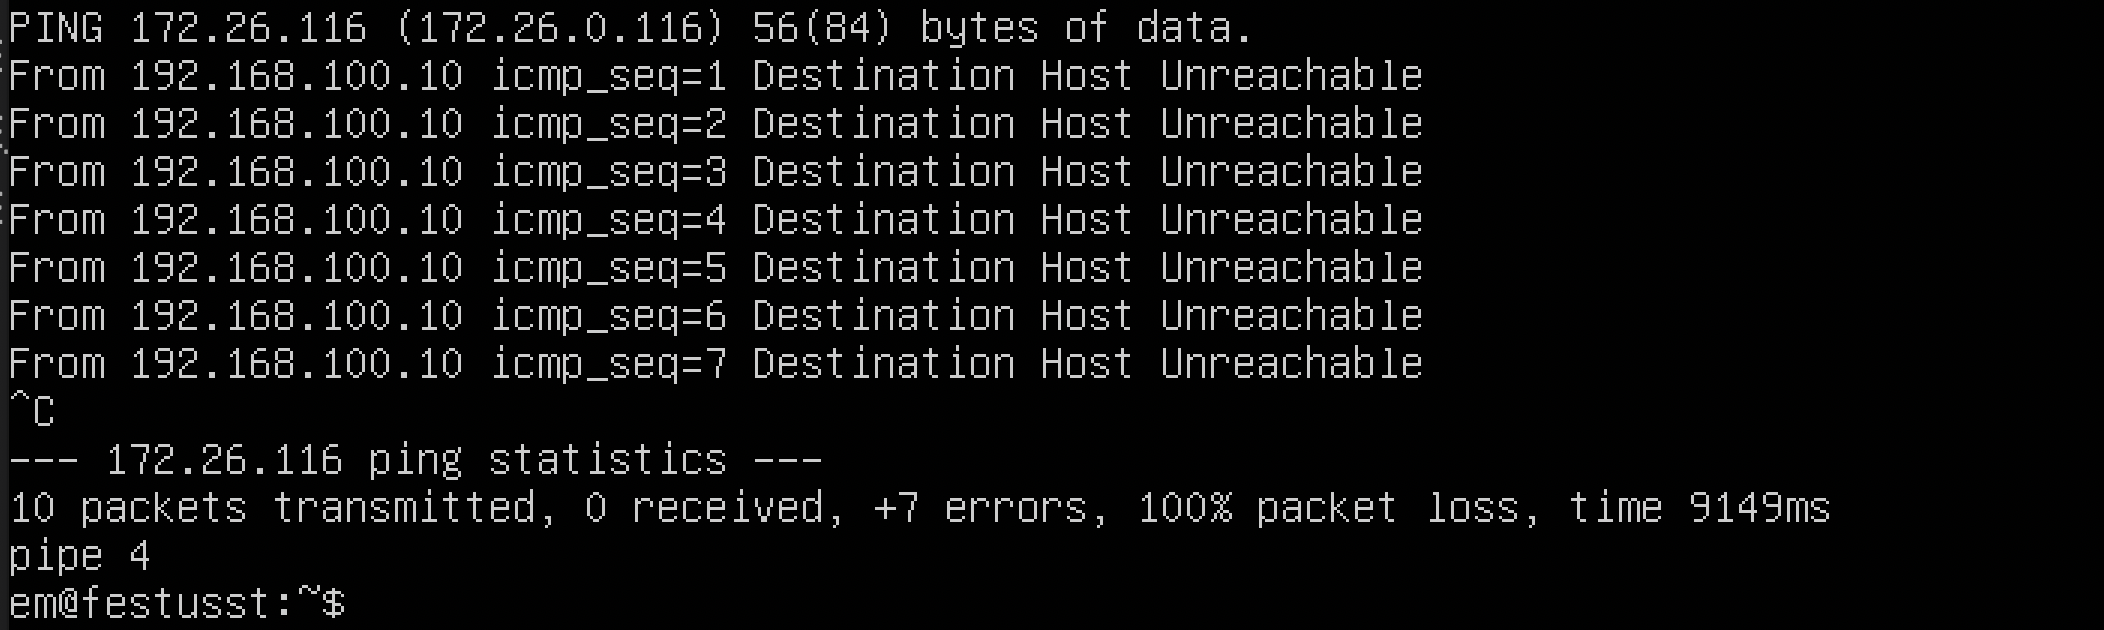 PING 172.26.116 (172.26.0.116) 56(84) bytes of data.
From 192.168.100.10 icmp_seq=1 Destination Host Unreachable
From 192.168.100.10 icmp_seq=2 Destination Host Unreachable
From 192.168.100.10 icmp_seq=3 Destination Host Unreachable
From 192.168.100.10 icmp_seq=4 Destination Host Unreachable
From 192.168.100.10 icmp_seq=5 Destination Host Unreachable
From 192.168.100.10 icmp_seq=6 Destination Host Unreachable
From 192.168.100.10 icmp_seq=7 Destination Host Unreachable
^C
--- 172.26.116 ping statistics ---
10 packets transmitted, 0 received, +7 errors, 100% packet loss, time 9149ms
pipe 4
em@festusst:~$